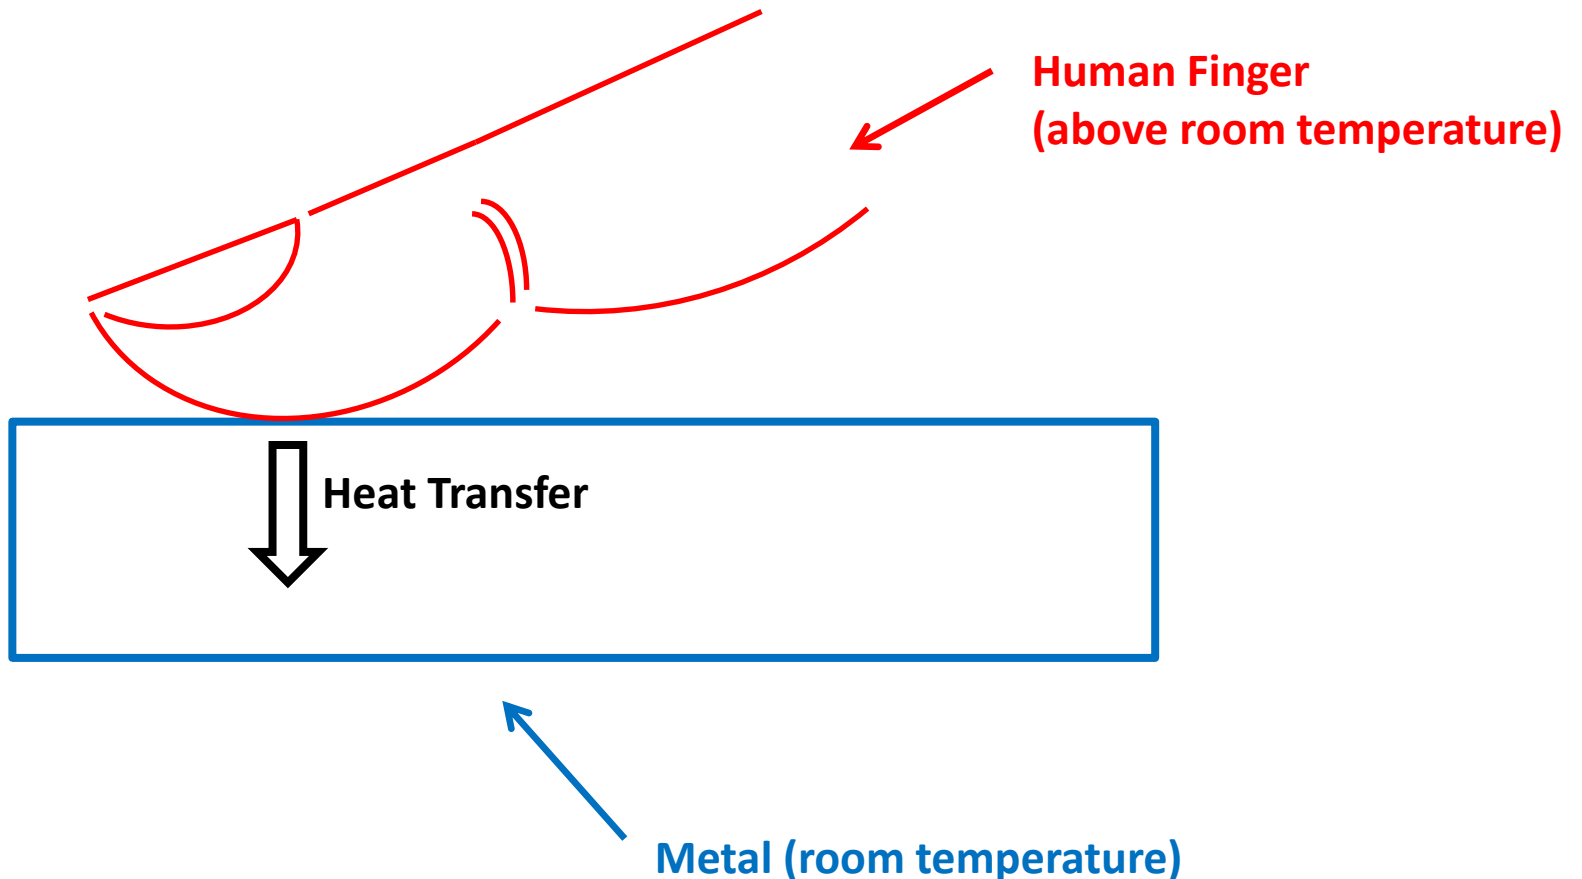 Human Finger
(above room temperature)
Heat Transfer
Metal (room temperature)